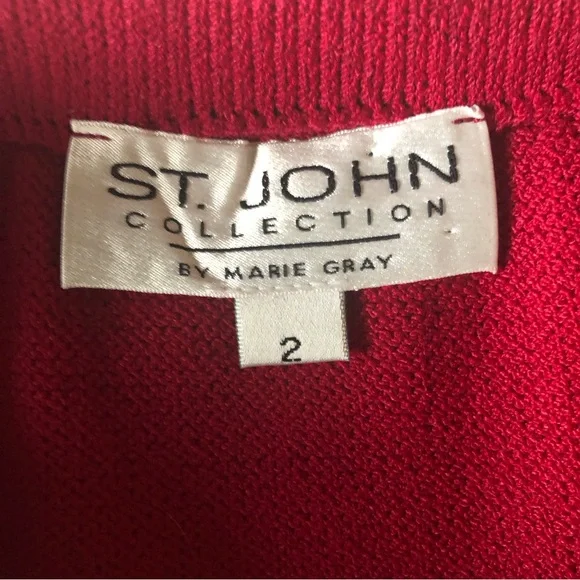 ST. JOHN
COLLECTION
BY MARIE GRAY
2